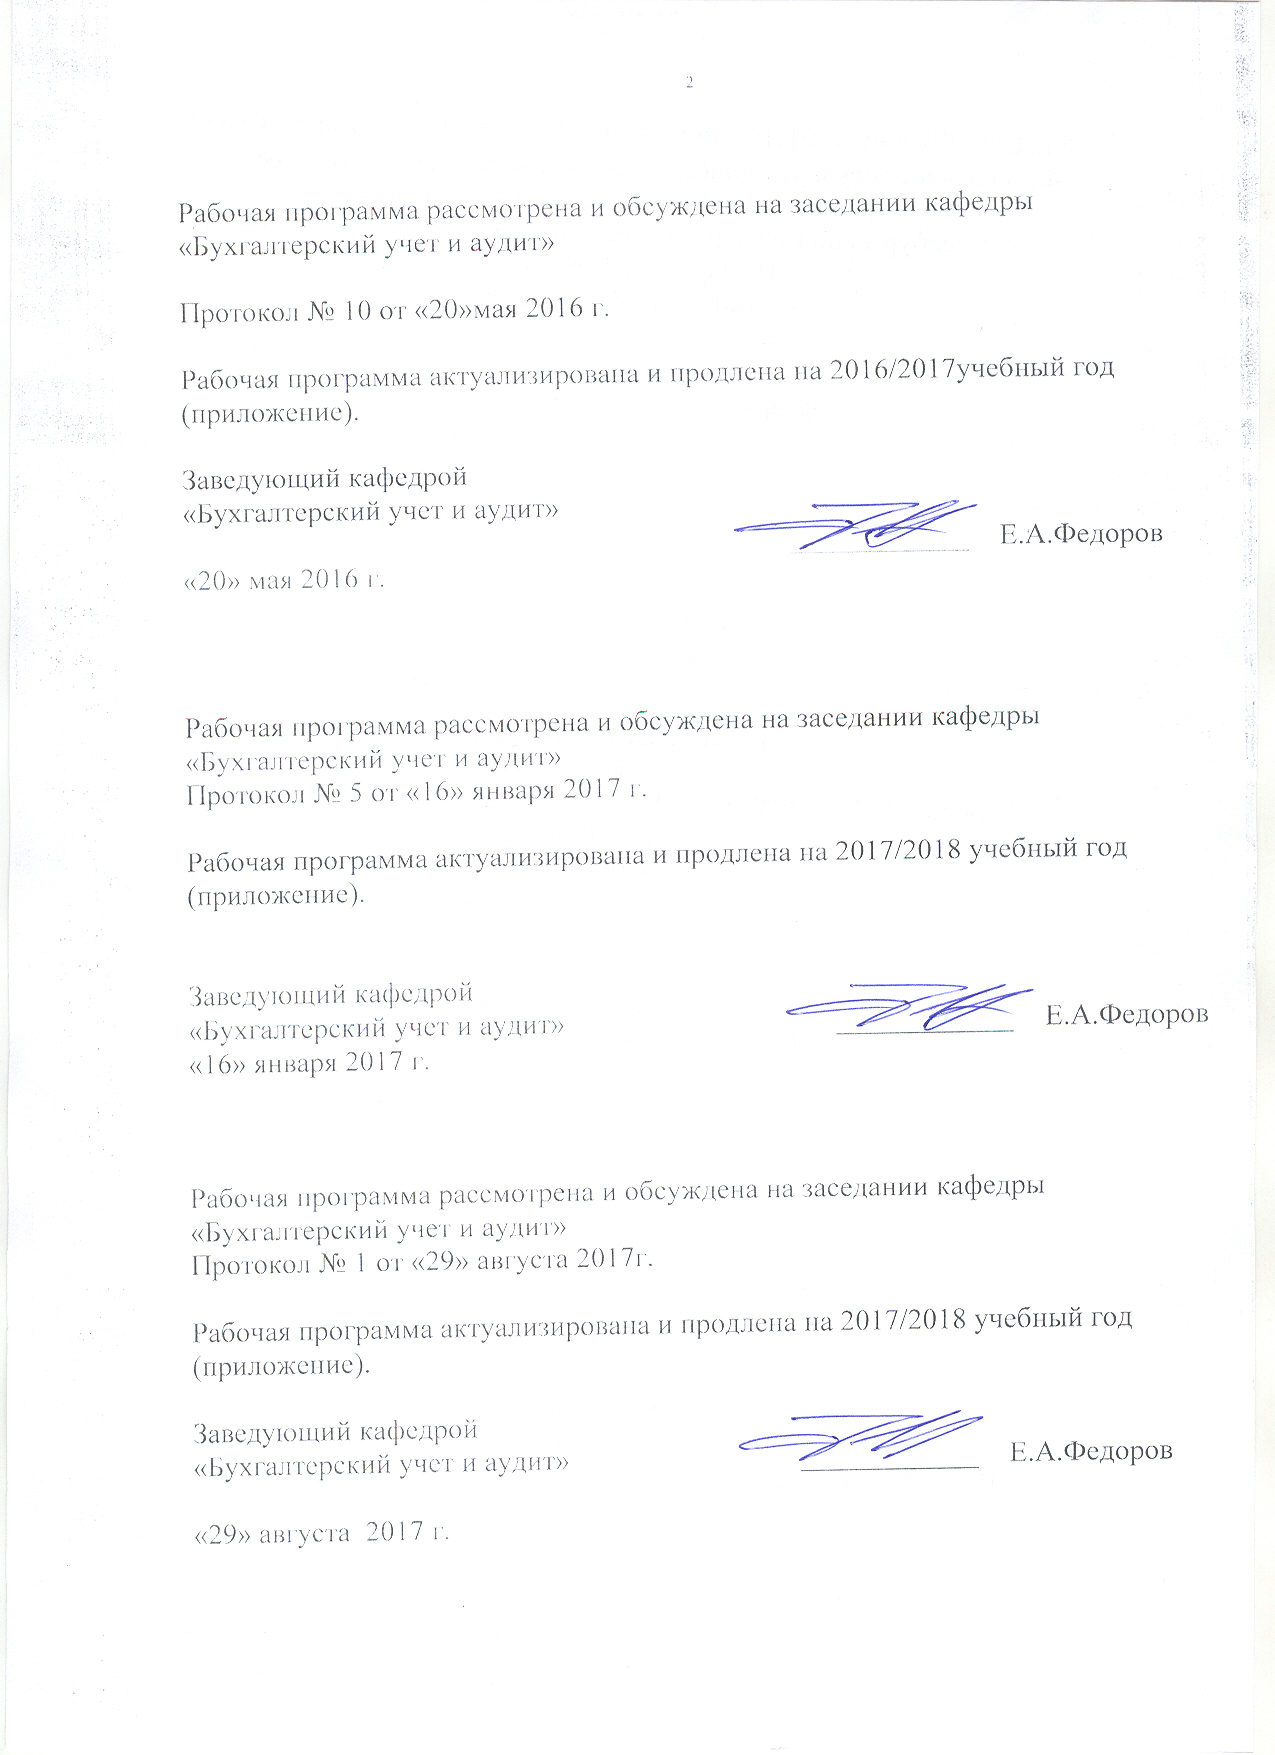 2
Рабочая программа рассмотрена и обсуждена на заседании кафедры
«Бухгалтерский учет и аудит»
Протокол № 10 от «20»мая 2016 г.
Рабочая программа актуализирована и продлена на 2016/2017учебный год
(приложение).
Заведующий кафедрой
«Бухгалтерский учет и аудит»
Е.А.Федоров
«20» мая 2016 г.
Рабочая программа рассмотрена и обсуждена на заседании кафедры
«Бухгалтерский учет и аудит»
Протокол № 5 от «16» января 2017 г.
Рабочая программа актуализирована и продлена на 2017/2018 учебный год
(приложение).
Заведующий кафедрой
«Бухгалтерский учет и аудит» Е.А.Федоров
«16» января 2017 г.
Рабочая программа рассмотрена и обсуждена на заседании кафедры
«Бухгалтерский учет и аудит»
Протокол № 1 от «29» августа 2017г.
Рабочая программа актуализирована и продлена на 2017/2018 учебный год
(приложение).
Заведующий кафедрой
«Бухгалтерский учет и аудит» Е.А.Федоров
«29» августа 2017 г.